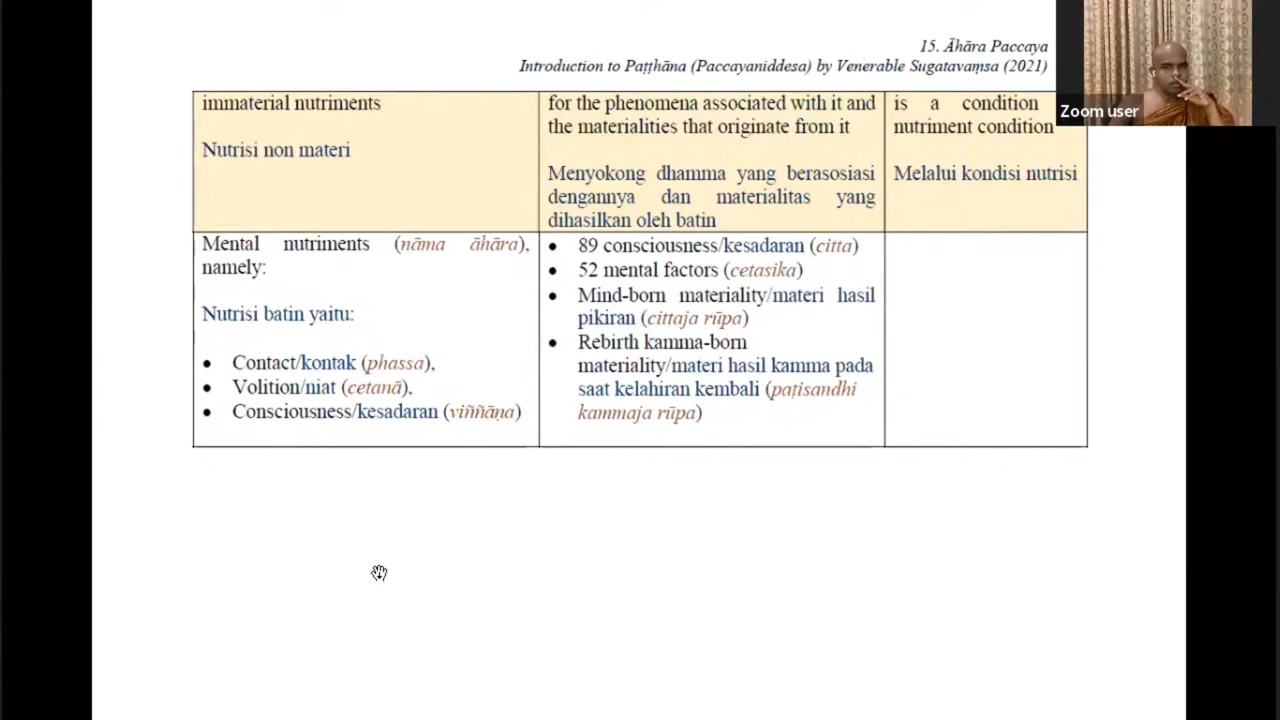 15. Āhāra Paccaya
Introduction to Paṭṭhāna (Paccayaniddesa) by Venerable Sugatavaṃsa (2021)
Zoom user
immaterial nutriments
Nutrisi non materi
for the phenomena associated with it and
the materialities that originate from it
Menyokong dhamma yang berasosiasi
dengannya dan materialitas yang
dihasilkan oleh batin
is a condition
nutriment condition
Melalui kondisi nutrisi
Mental nutriments (nāma āhāra),
namely:
Nutrisi batin yaitu:
• Contact/kontak (phassa),
• Volition/niat (cetanā),
• Consciousness/kesadaran (viññāṇa)
• 89 consciousness/kesadaran (citta)
• 52 mental factors (cetasika)
• Mind-born materiality/materi hasil
pikiran (cittaja rūpa)
• Rebirth kamma-born
materiality/materi hasil kamma pada
saat kelahiran kembali (paṭisandhi
kammaja rūpa)